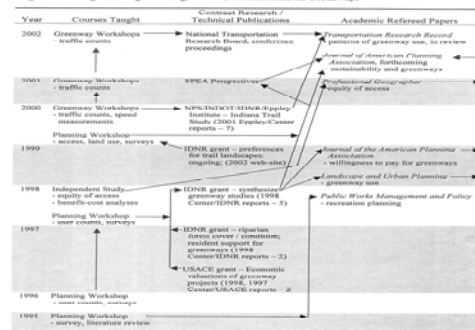 Contract Research /
Year Courses Taught Technical Publications Academic Refereed Papers
2002 Greenway Workshops
- traffic counts
National Transportation
Research Board, conference
proceedings
Transportation Research Record
patterns of greenway use, in review
Journal of American Planning
Association, forthcoming
sustainability and greenways
2001 Greenway Workshops
- traffic counts
SPEA Perspectives
Professional Geographer
equity of access
2000 Greenway Workshops
- traffic counts, speed
measurements
NPS/INDOT/IDNR/Eppley
Institute – Indiana Trail
Study (2001 Eppley/Center
reports – 7)
Planning Workshop
- access, land use, surveys
1999
IDNR grant – preferences
for trail landscapes:
ongoing; (2002 web-site)
Journal of the American Planning
Association
- willingness to pay for greenways
Landscape and Urban Planning
- greenway use
1998 Independent Study
- equity of access
- benefit-cost analyses
IDNR grant – synthesize
greenway studies (1998
Center/IDNR reports – 5)
Public Works Management and Policy
- recreation planning
Planning Workshop
- user counts, surveys
1997
IDNR grant – riparian
forest cover / condition;
resident support for
greenways (1998
Center/IDNR reports – 2)
USACE grant – Economic
valuations of greenway
projects (1998, 1997
Center/USACE reports – 2
1996 Planning Workshop
- user counts, surveys
1995 Planning Workshop
- survey, literature review